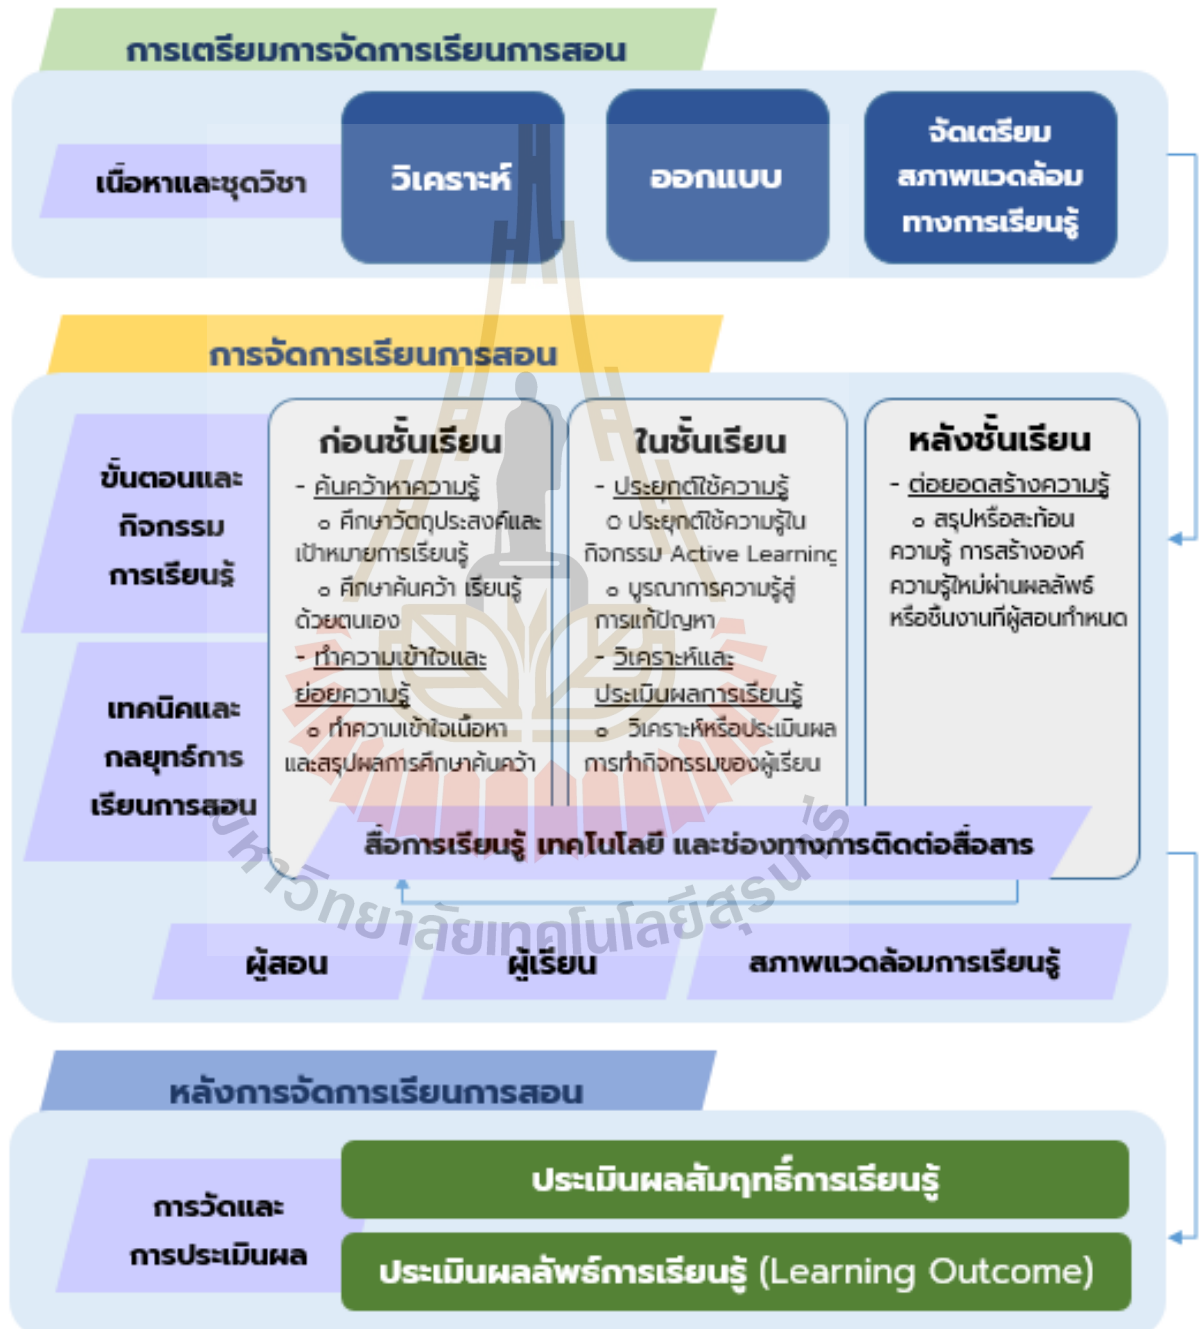 การเตรียมการจัดการเรียนการสอน
เนื้อหาและชุดวิชา
วิเคราะห์
ออกแบบ
จัดเตรียม
สภาพแวดล้อม
ทางการเรียนรู้
การจัดการเรียนการสอน
ขั้นตอนและ
กิจกรรม
การเรียนรู้
เทคนิคและ
กลยุทธ์การ
เรียนการสอน
ก่อนชั้นเรียน
- ค้นคว้าหาความรู้
o ศึกษาวัตถุประสงค์และ
เป้าหมายการเรียนรู้
o ศึกษาค้นคว้า เรียนรู้
ด้วยตนเอง
- ทำความเข้าใจและ
ย่อยความรู้
o ทำความเข้าใจเนื้อหา
และสรุปผลการศึกษาค้นคว้า
ในชั้นเรียน
- ประยุกต์ใช้ความรู้
O ประยุกต์ใช้ความรู้ใน
กิจกรรม Active Learning
o บูรณาการความรู้สู่
การแก้ปัญหา
- วิเคราะห์และ
ประเมินผลการเรียนรู้
o วิเคราะห์หรือประเมินผล
การทำกิจกรรมของผู้เรียน
หลังชั้นเรียน
- ต่อยอดสร้างความรู้
o สรุปหรือสะท้อน
ความรู้ การสร้างองค์
ความรู้ใหม่ผ่านผลลัพธ์
หรือชิ้นงานที่ผู้สอนกำหนด
สื่อการเรียนรู้ เทคโนโลยี และช่องทางการติดต่อสื่อสาร
มหาวิทยาลัยเทคโนโลยีสุรนารี
ผู้สอน
ผู้เรียน
สภาพแวดล้อมการเรียนรู้
หลังการจัดการเรียนการสอน
การวัดและ
การประเมินผล
ประเมินผลสัมฤทธิ์การเรียนรู้
ประเมินผลลัพธ์การเรียนรู้ (Learning Outcome)